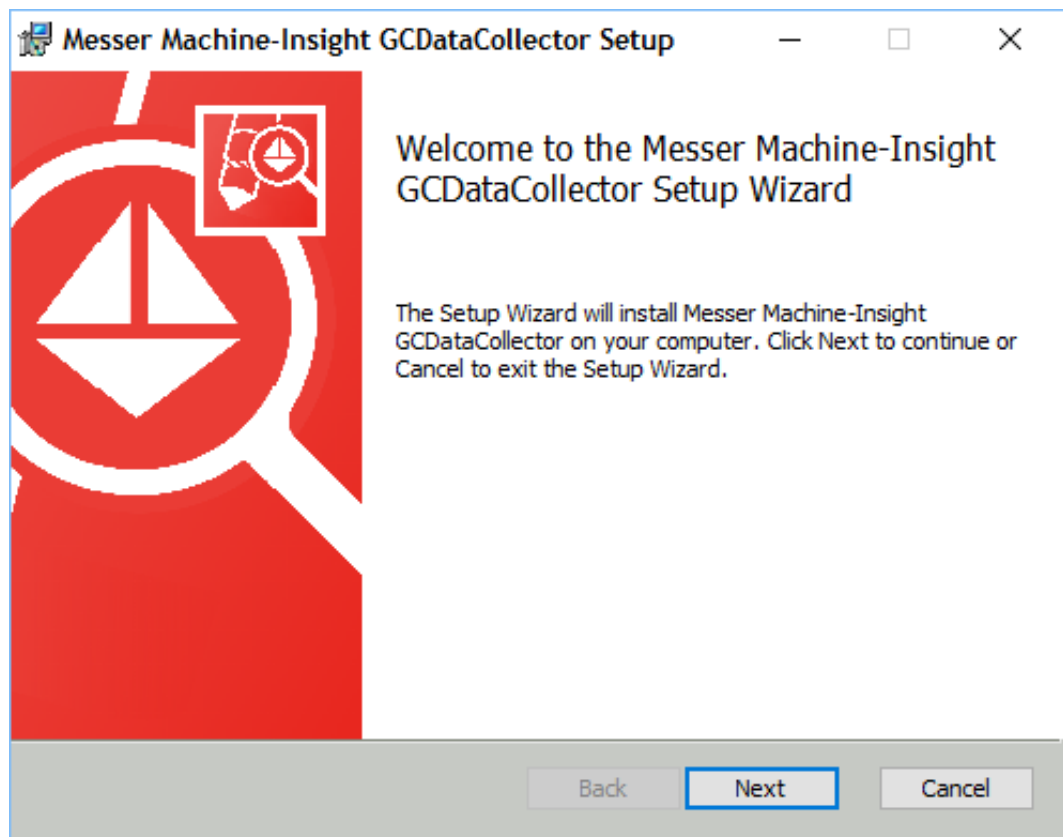 Messer Machine-Insight GCDataCollector Setup
Welcome to the Messer Machine-Insight
GCDataCollector Setup Wizard
The Setup Wizard will install Messer Machine-Insight
GCDataCollector on your computer. Click Next to continue or
Cancel to exit the Setup Wizard.
Back Next Cancel